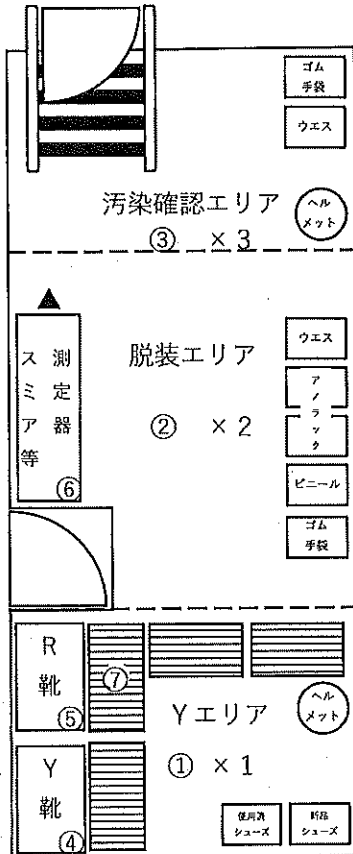 ゴム
手袋
ウエス
汚染確認エリア
ヘル
メット
③ ×3
脱装エリア
ウエス
測定器
スミア等
⑥
② ×2
アノラック
ビニール
ゴム
手袋
R
靴
⑤
⑦
Yエリア
ヘル
メット
Y
靴
④
① ×1
使用済
シューズ
新品
シューズ